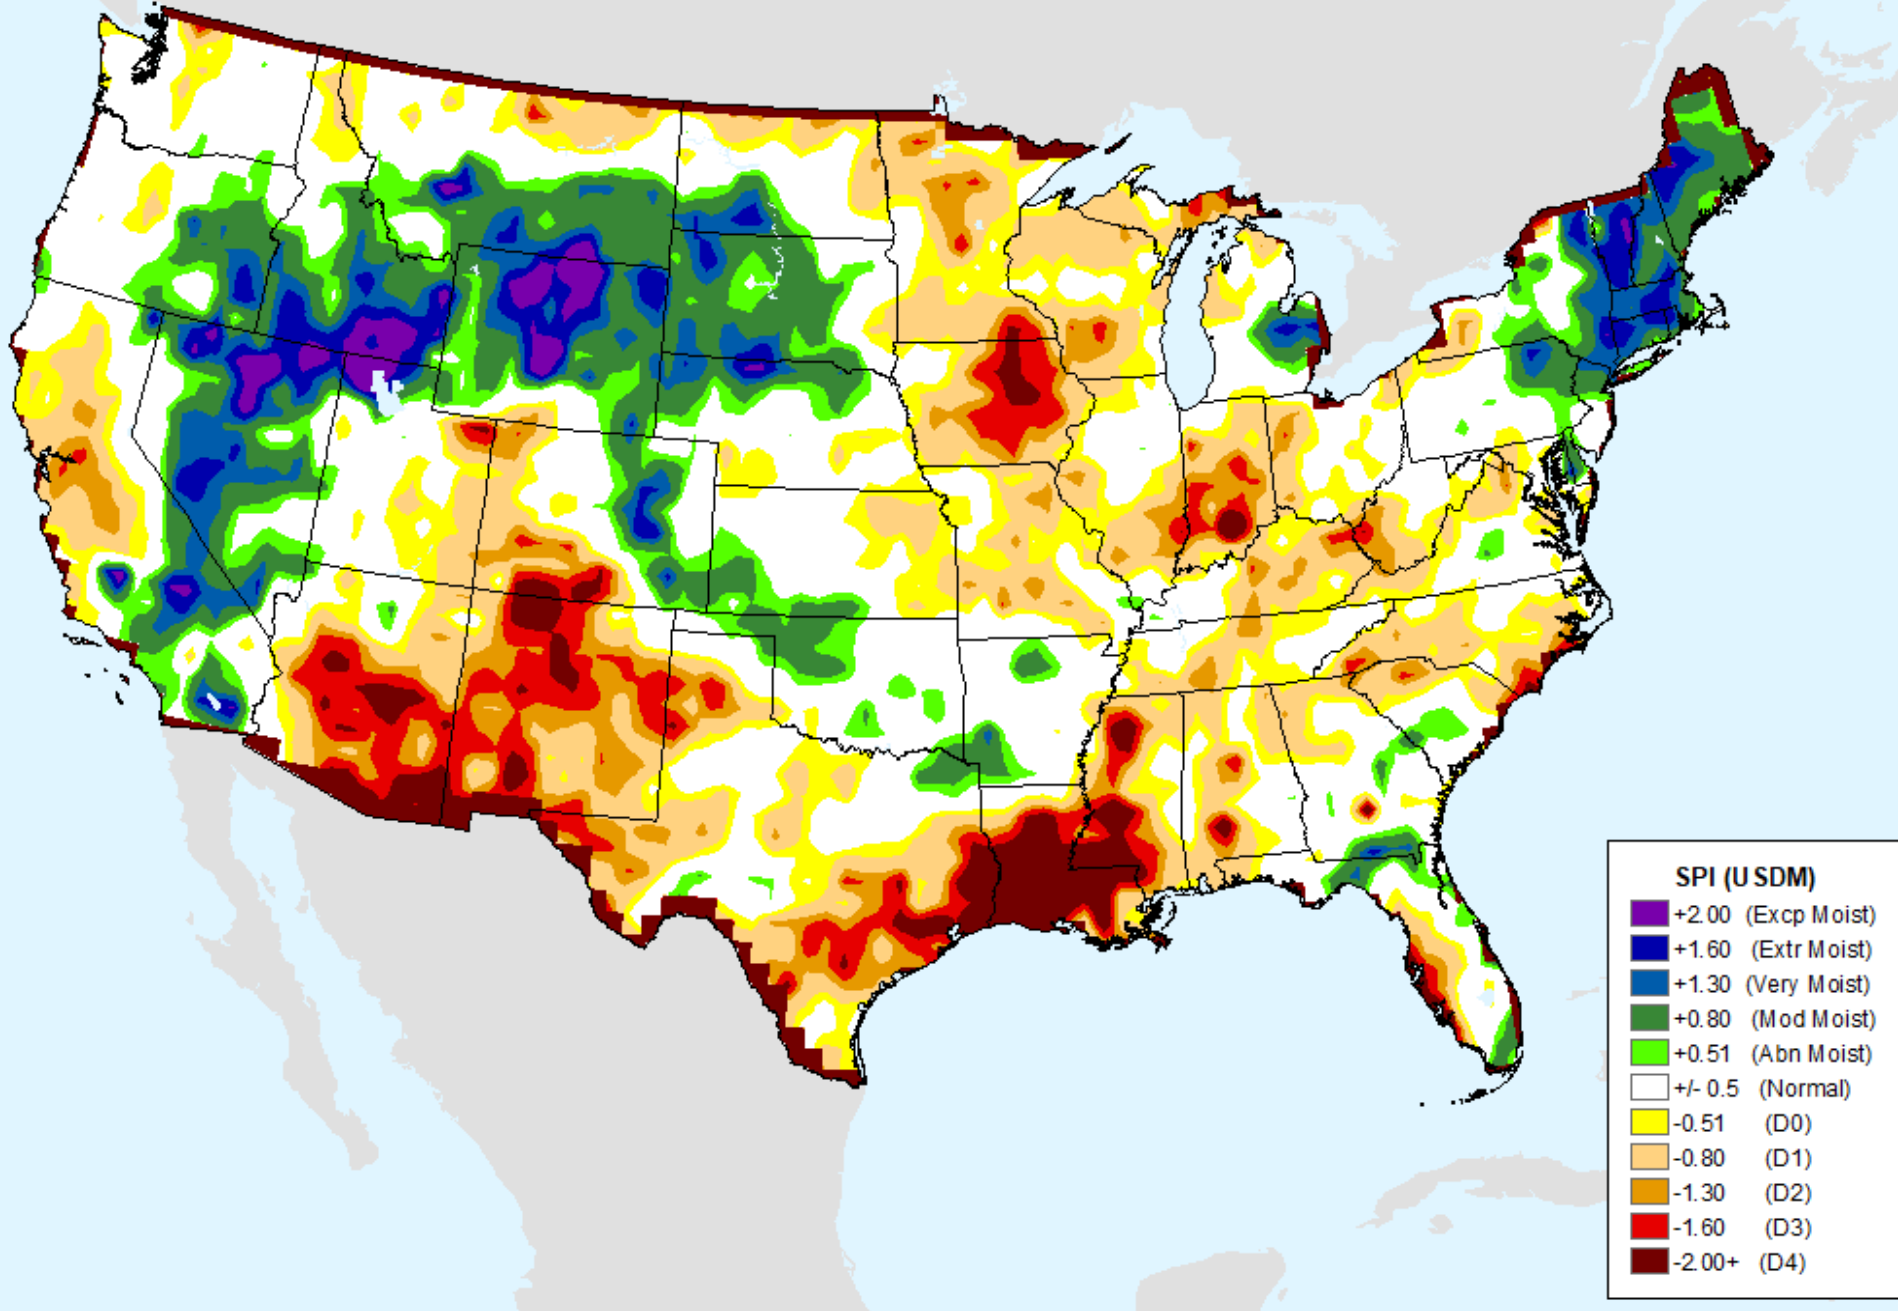 SPI (USDM)
+2.00 (Excp Moist)
+1.60 (Extr Moist)
+1.30 (Very Moist)
+0.80 (Mod Moist)
+0.51 (Abn Moist)
+/- 0.5 (Normal)
-0.51 (D0)
-0.80 (D1)
-1.30 (D2)
-1.60 (D3)
-2.00+ (D4)